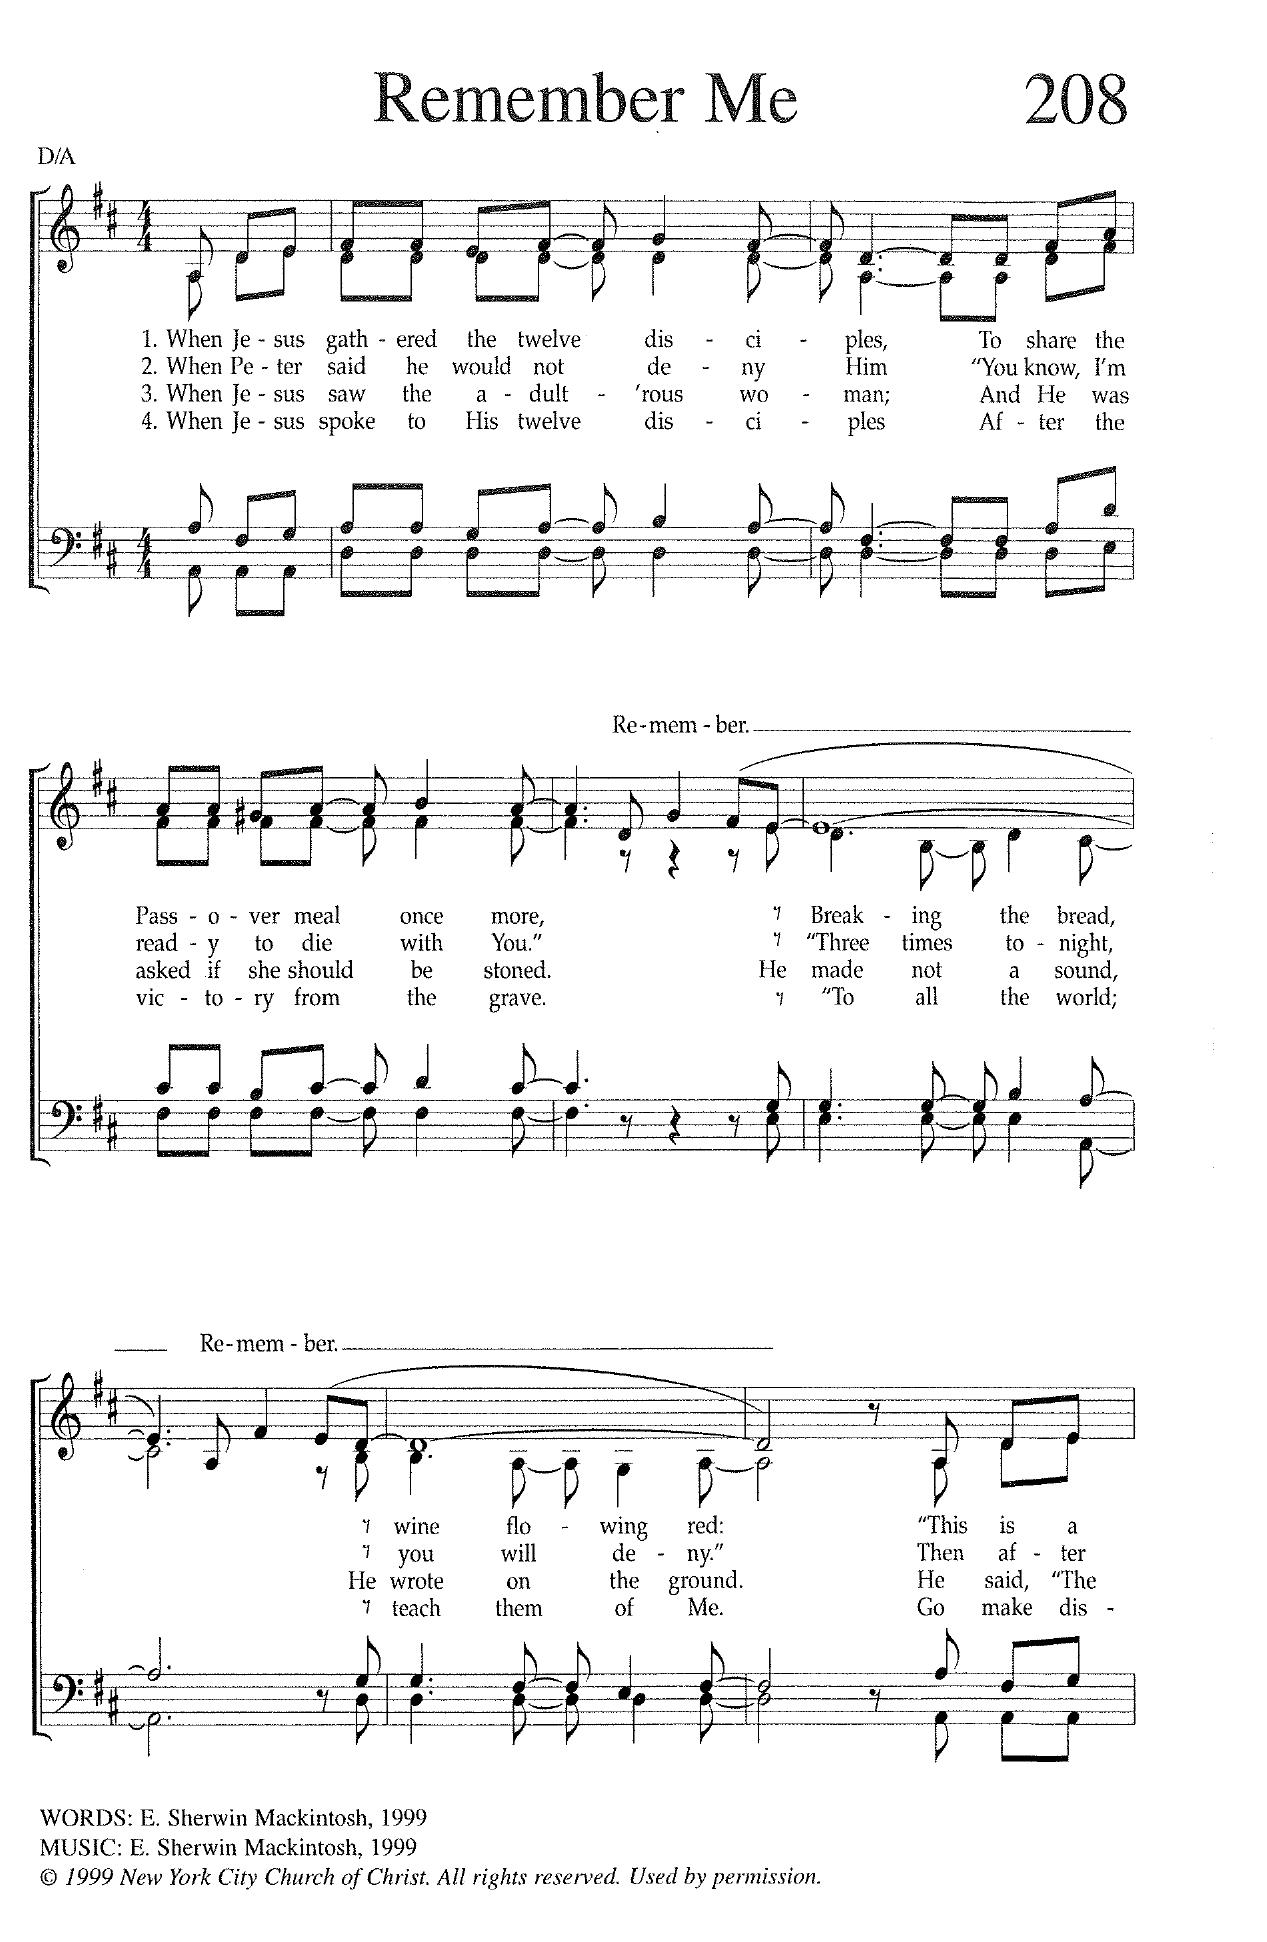 Remember Me 208
D/A
1. When Je - sus gath - ered the twelve dis - ci - ples, To share the
2. When Pe - ter said he would not de - ny Him “You know, I’m
3. When Je - sus saw the a - dult - ’rous wo - man; And He was
4. When Je - sus spoke to His twelve dis - ci - ples Af - ter the
Re - mem - ber.
Pass - o - ver meal once more, Break - ing the bread,
read - y to die with You.” “Three times to - night,
asked if she should be stoned. He made not a sound,
vic - to - ry from the grave. “To all the world;
Re - mem - ber.
wine flo - wing red: “This is a
you will de - ny.” Then af - ter
He wrote on the ground. He said, “The
teach them of Me. Go make dis -
WORDS: E. Sherwin Mackintosh, 1999
MUSIC: E. Sherwin Mackintosh, 1999
© 1999 New York City Church of Christ. All rights reserved. Used by permission.